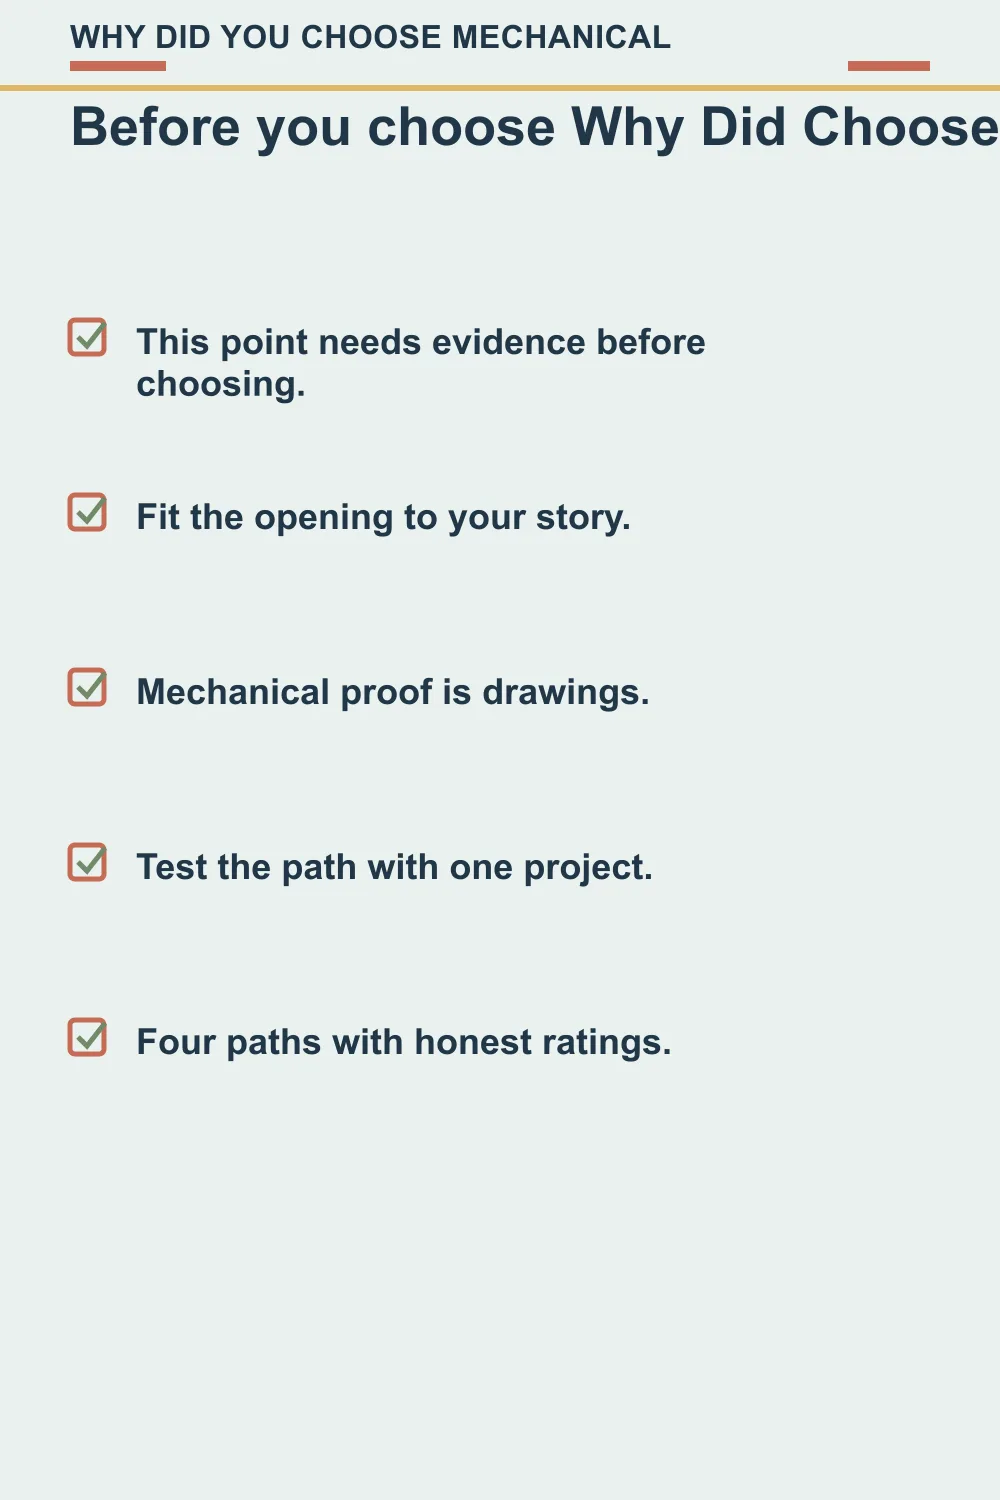 WHY DID YOU CHOOSE MECHANICAL
Before you choose Why Did Choose
This point needs evidence before
choosing.
Fit the opening to your story.
Mechanical proof is drawings.
Test the path with one project.
Four paths with honest ratings.